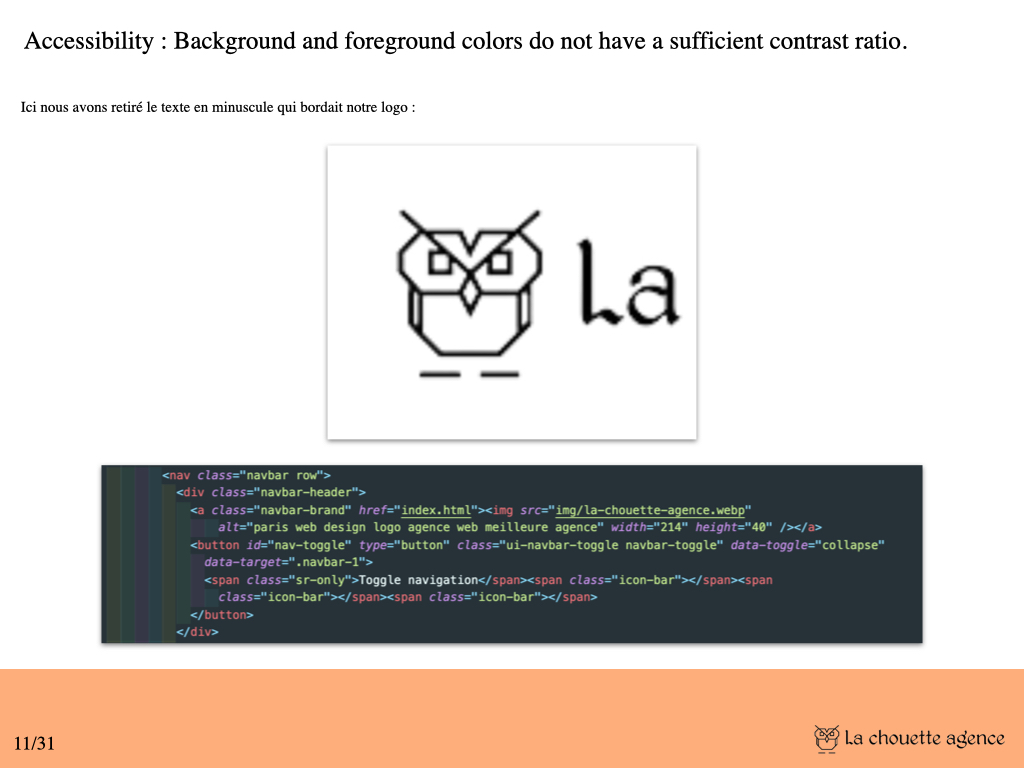 Accessibility : Background and foreground colors do not have a sufficient contrast ratio.
Ici nous avons retiré le texte en minuscule qui bordait notre logo :
La
<nav class="navbar row">
<div class="navbar-header">
<a class="navbar-brand" href="index.html"><img src="img/la-chouette-agence.webp"
alt="paris web design logo agence web meilleure agence" width="214" height="40" /></a>
<button id="nav-toggle" type="button" class="ui-navbar-toggle navbar-toggle" data-toggle="collapse"
data-target=".navbar-1">
<span class="sr-only">Toggle navigation</span><span class="icon-bar"></span><span
class="icon-bar"></span><span class="icon-bar"></span>
</button>
</div>
11/31
La chouette agence